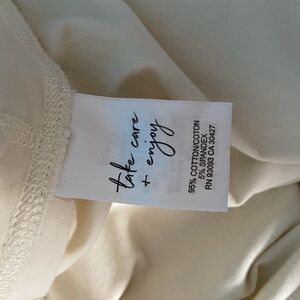 take care
+ enjoy
95% COTTON/COTON
5% SPANDEX
RN 93093 CA 30427